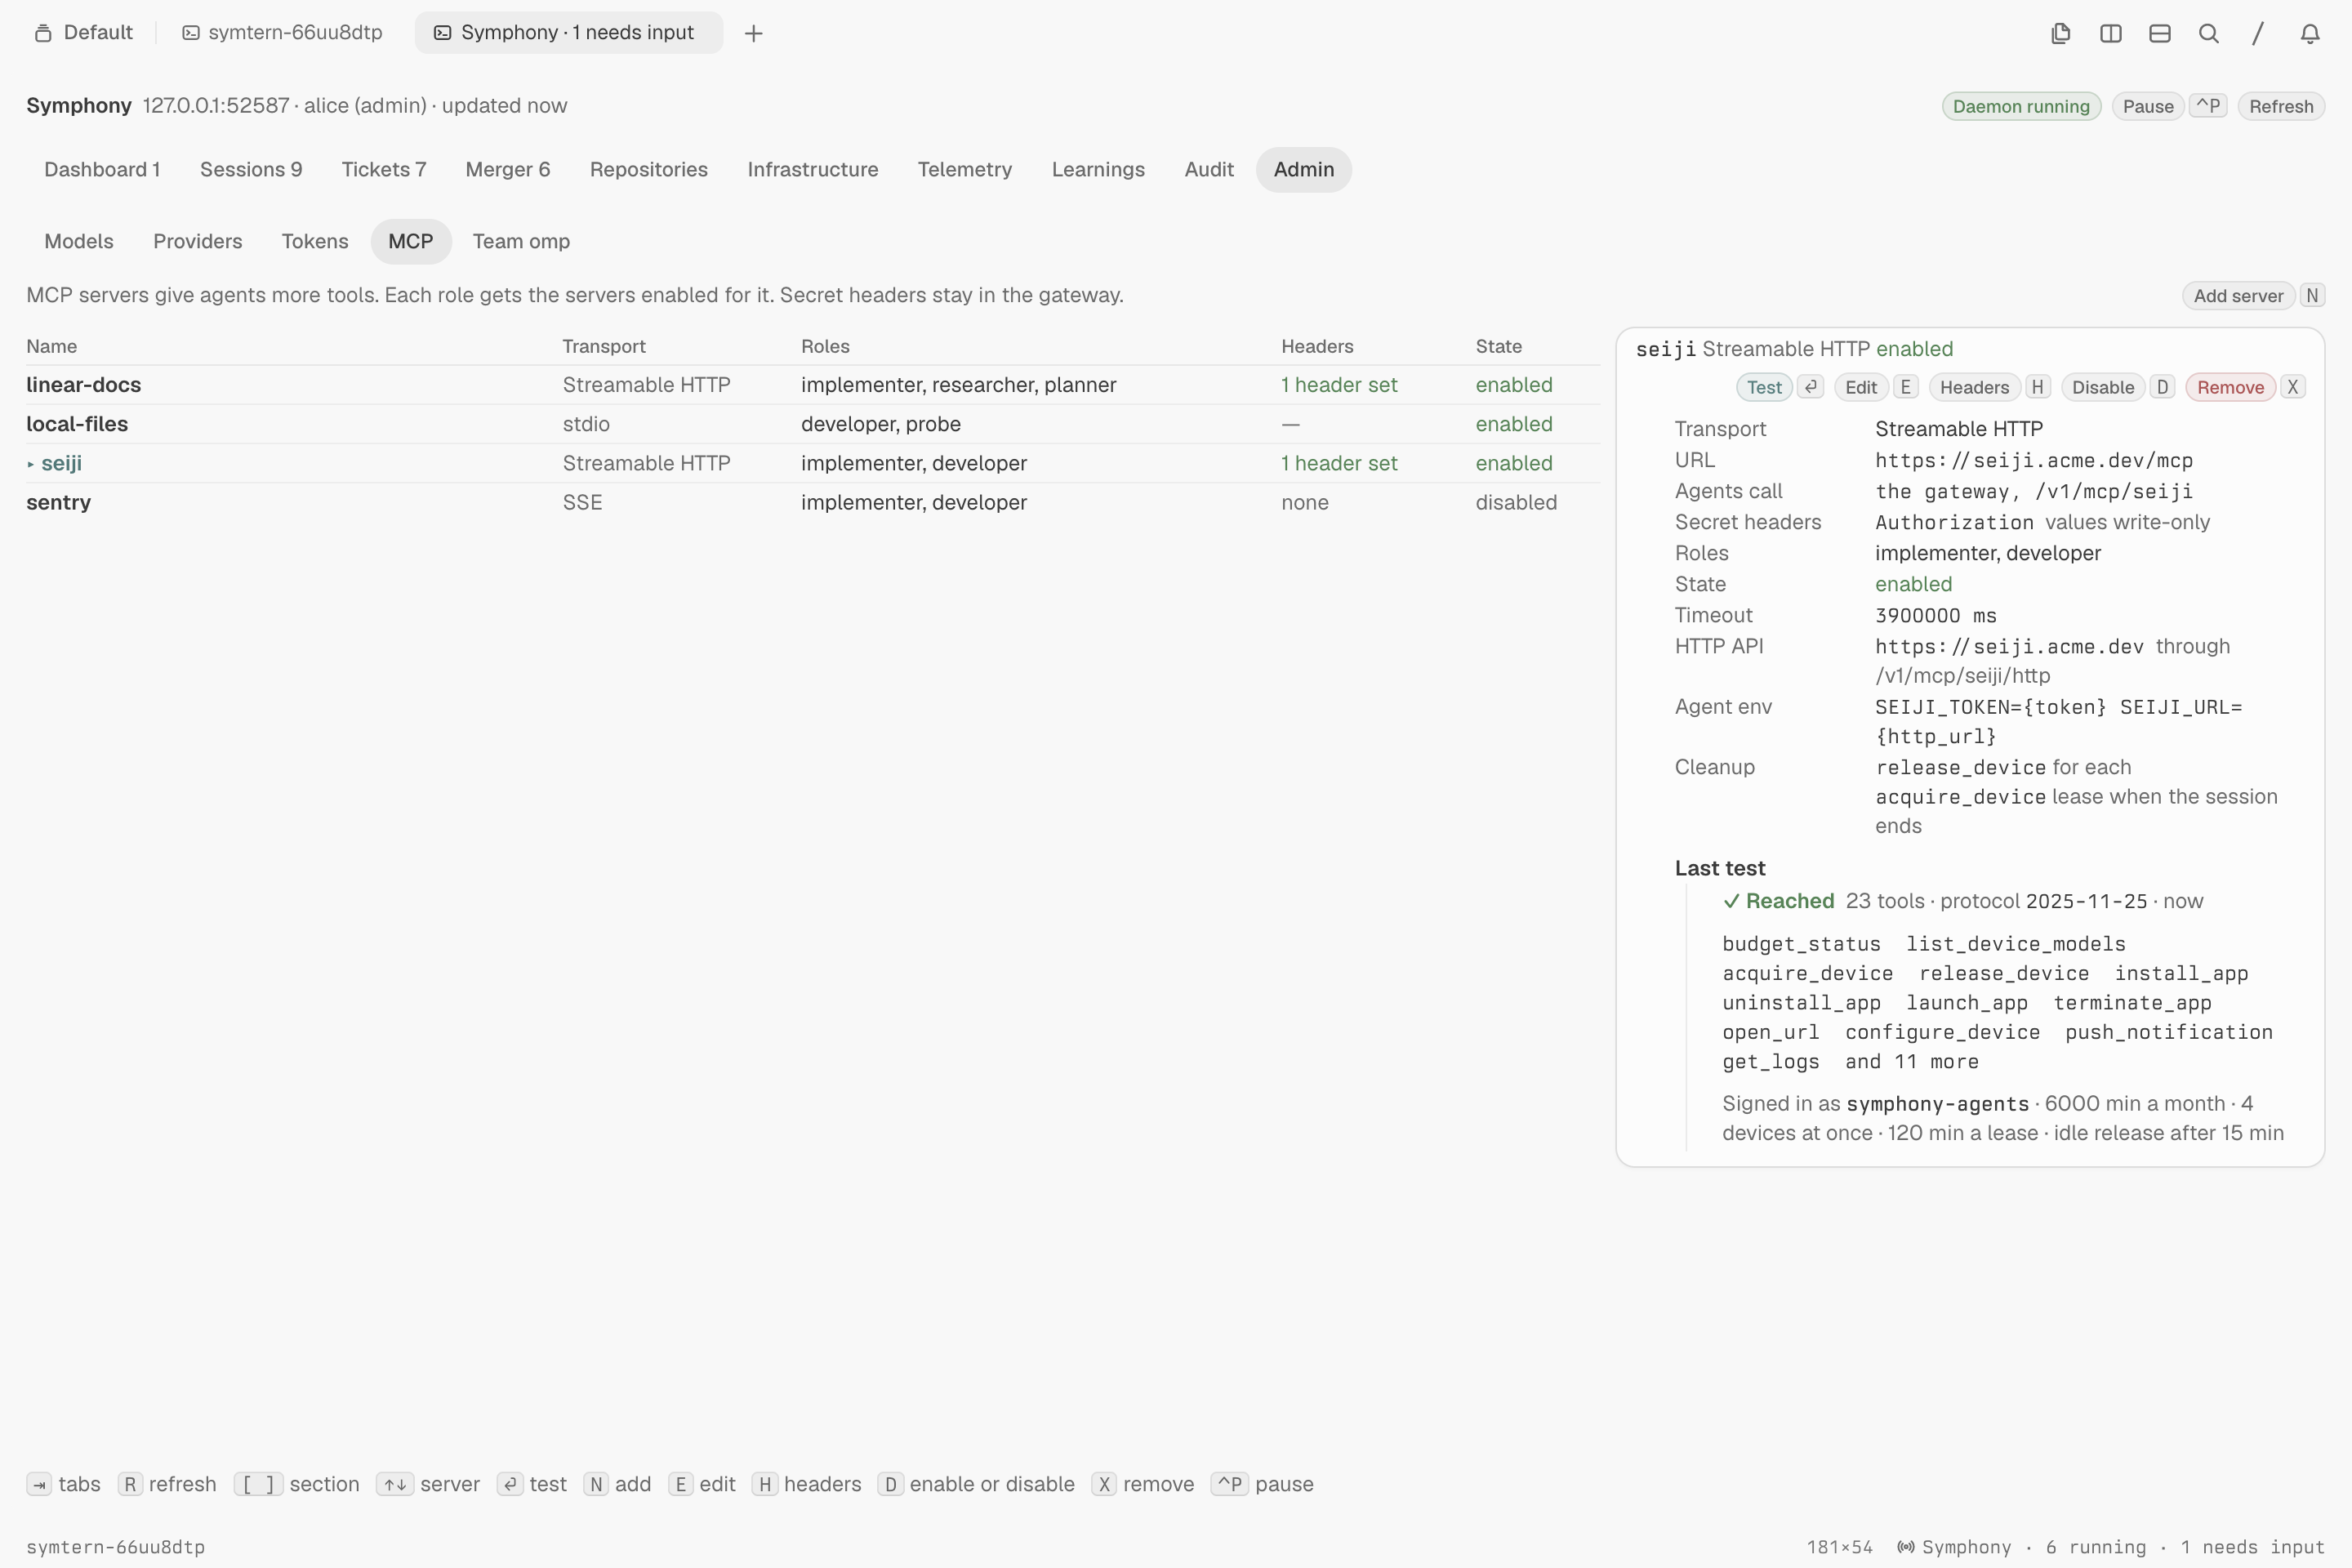 Default symtern-66uu8dtp Symphony · 1 needs input
Symphony 127.0.0.1:52587 · alice (admin) · updated now
Daemon running Pause ^P Refresh
Dashboard 1 Sessions 9 Tickets 7 Merger 6 Repositories Infrastructure Telemetry Learnings Audit Admin
Models Providers Tokens MCP Team omp
MCP servers give agents more tools. Each role gets the servers enabled for it. Secret headers stay in the gateway.
Add server N
Name Transport Roles Headers State
linear-docs Streamable HTTP implementer, researcher, planner 1 header set enabled
local-files stdio developer, probe — enabled
▸ seiji Streamable HTTP implementer, developer 1 header set enabled
sentry SSE implementer, developer none disabled
seiji Streamable HTTP enabled
Test ⏎ Edit E Headers H Disable D Remove X
Transport Streamable HTTP
URL https://seiji.acme.dev/mcp
Agents call the gateway, /v1/mcp/seiji
Secret headers Authorization values write-only
Roles implementer, developer
State enabled
Timeout 3900000 ms
HTTP API https://seiji.acme.dev through
/v1/mcp/seiji/http
Agent env SEIJI_TOKEN={token} SEIJI_URL=
{http_url}
Cleanup release_device for each
acquire_device lease when the session
ends
Last test
✓ Reached 23 tools · protocol 2025-11-25 · now
budget_status list_device_models
acquire_device release_device install_app
uninstall_app launch_app terminate_app
open_url configure_device push_notification
get_logs and 11 more
Signed in as symphony-agents · 6000 min a month · 4
devices at once · 120 min a lease · idle release after 15 min
⇥ tabs R refresh [ ] section ↑↓ server ⏎ test N add E edit H headers D enable or disable X remove ^P pause
symtern-66uu8dtp
181×54 Symphony · 6 running · 1 needs input